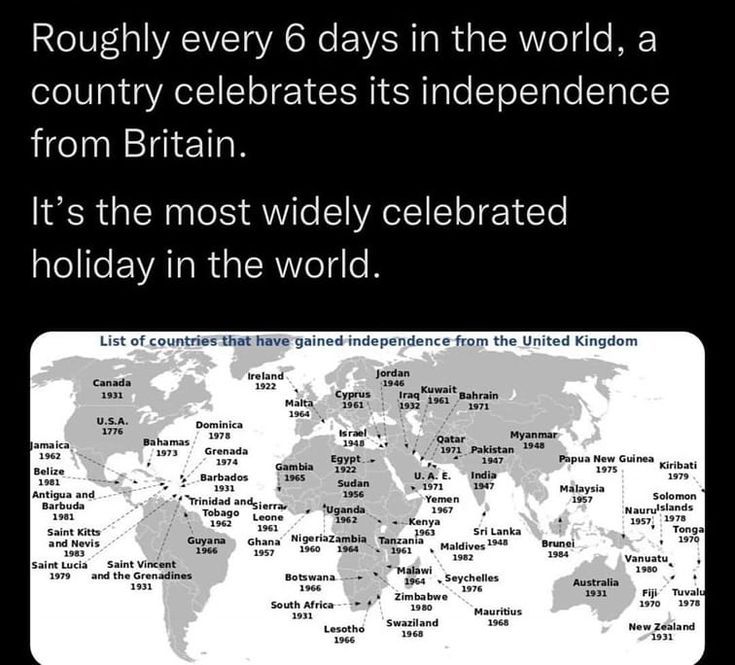 Roughly every 6 days in the world, a
country celebrates its independence
from Britain.
It’s the most widely celebrated
holiday in the world.
List of countries that have gained independence from the United Kingdom
Canada
1931
U.S.A.
1776
Jamaica
1962
Belize
1981
Antigua and
Barbuda
1981
Saint Kitts
and Nevis
1983
Saint Lucia
1979
Saint Vincent
and the Grenadines
1931
Bahamas
1973
Dominica
1978
Grenada
1974
Barbados
1931
Trinidad and
Tobago
1962
Guyana
1966
Ireland
1922
Malta
1964
Cyprus
1961
Jordan
1946
Iraq
1932
Kuwait
1961
Bahrain
1971
Israel
1948
Egypt
1922
Qatar
1971
Pakistan
1947
Myanmar
1948
Gambia
1965
Sudan
1956
U. A. E.
1971
India
1947
Yemen
1967
Sierra
Leone
1961
Uganda
1962
Kenya
1963
Ghana
1957
Nigeria
1960
Zambia
1964
Tanzania
1961
Maldives
1982
Sri Lanka
1948
Malaysia
1957
Brunei
1984
Papua New Guinea
1975
Kiribati
1979
Nauru
1957
Solomon
Islands
1978
Tonga
1970
Vanuatu
1980
Botswana
1966
Malawi
1964
Seychelles
1976
Zimbabwe
1980
Mauritius
1968
South Africa
1931
Lesotho
1966
Swaziland
1968
Australia
1931
Fiji
1970
Tuvalu
1978
New Zealand
1931